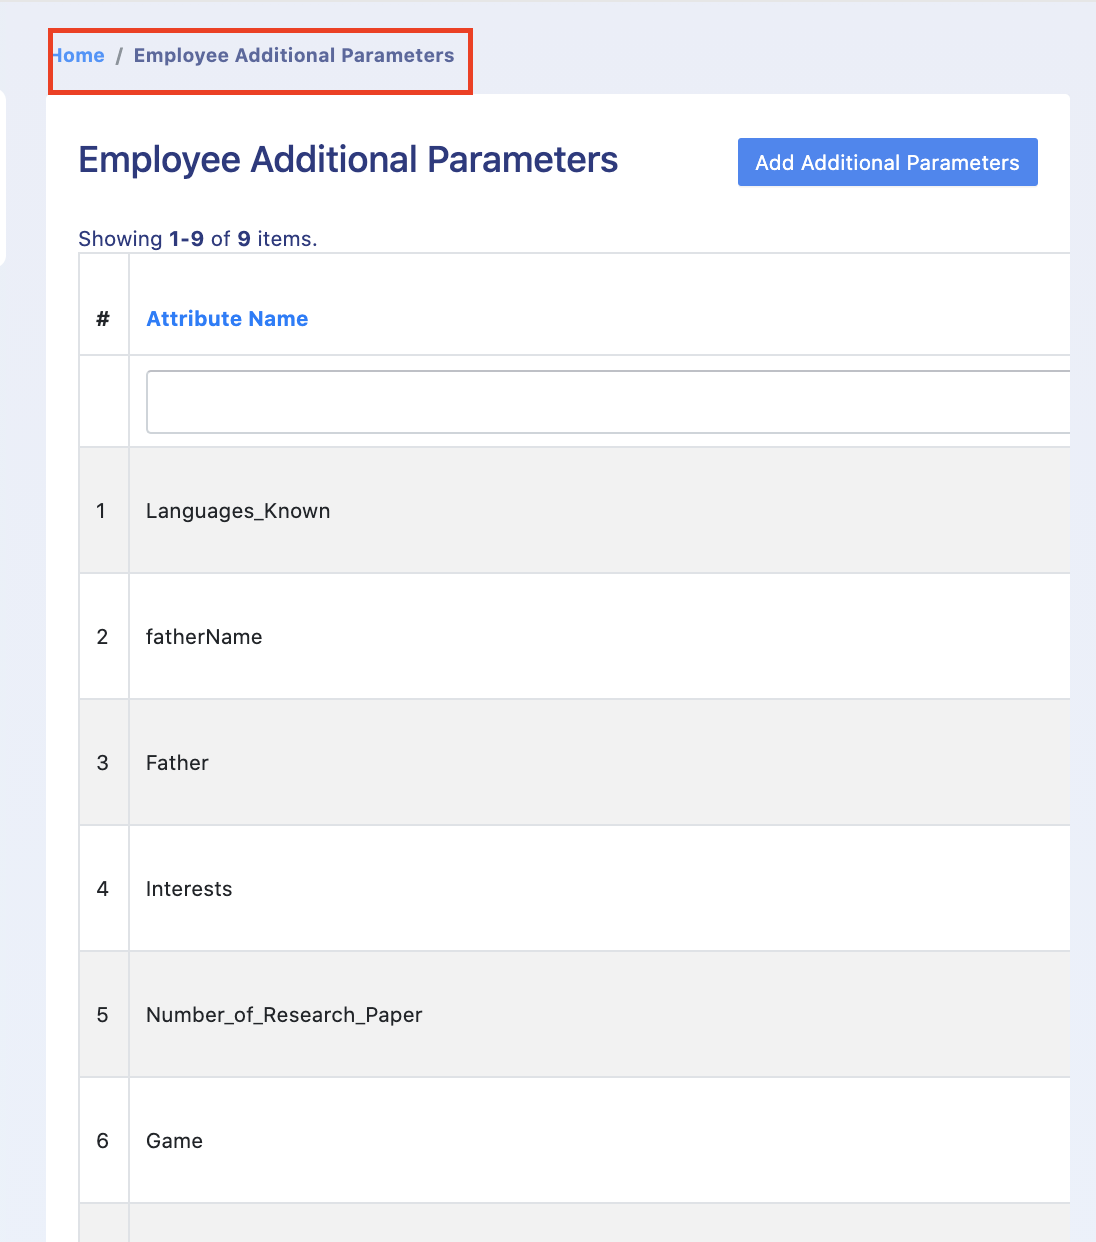 Home / Employee Additional Parameters
Employee Additional Parameters
Add Additional Parameters
Showing 1-9 of 9 items.
# Attribute Name
1 Languages_Known
2 fatherName
3 Father
4 Interests
5 Number_of_Research_Paper
6 Game